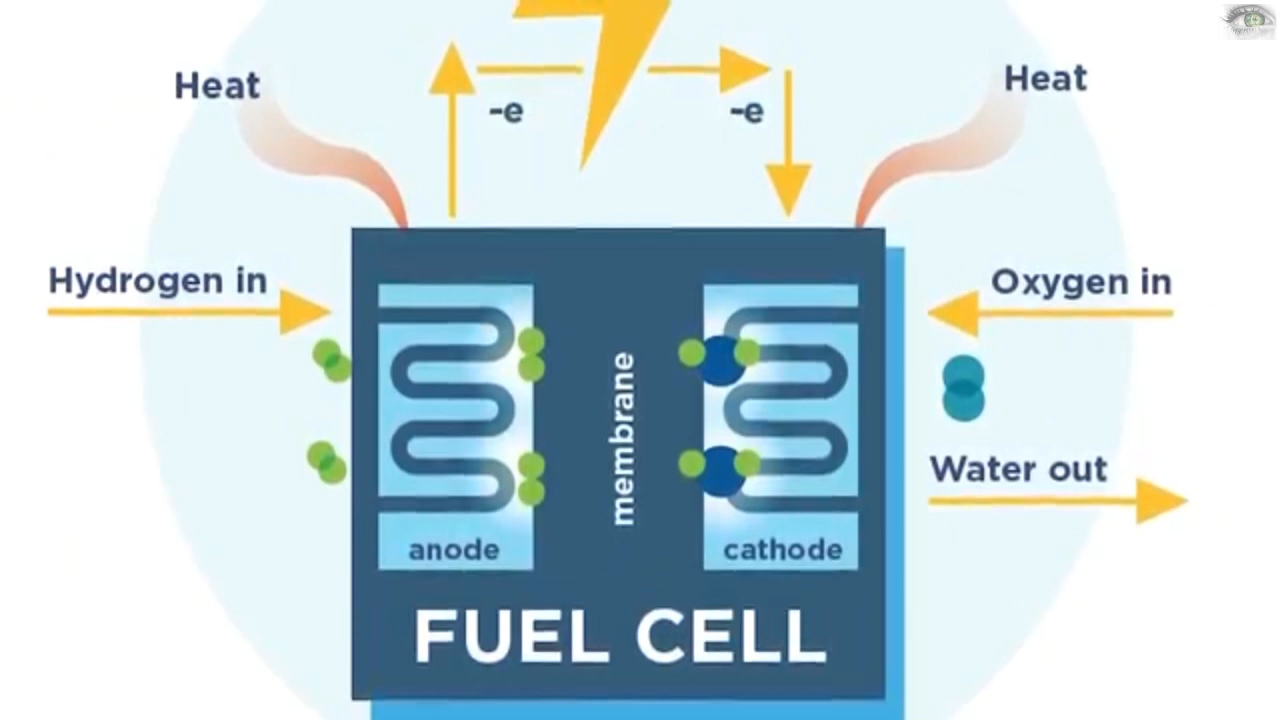 Heat
Heat
-e
-e
Hydrogen in
Oxygen in
membrane
Water out
anode
cathode
FUEL CELL